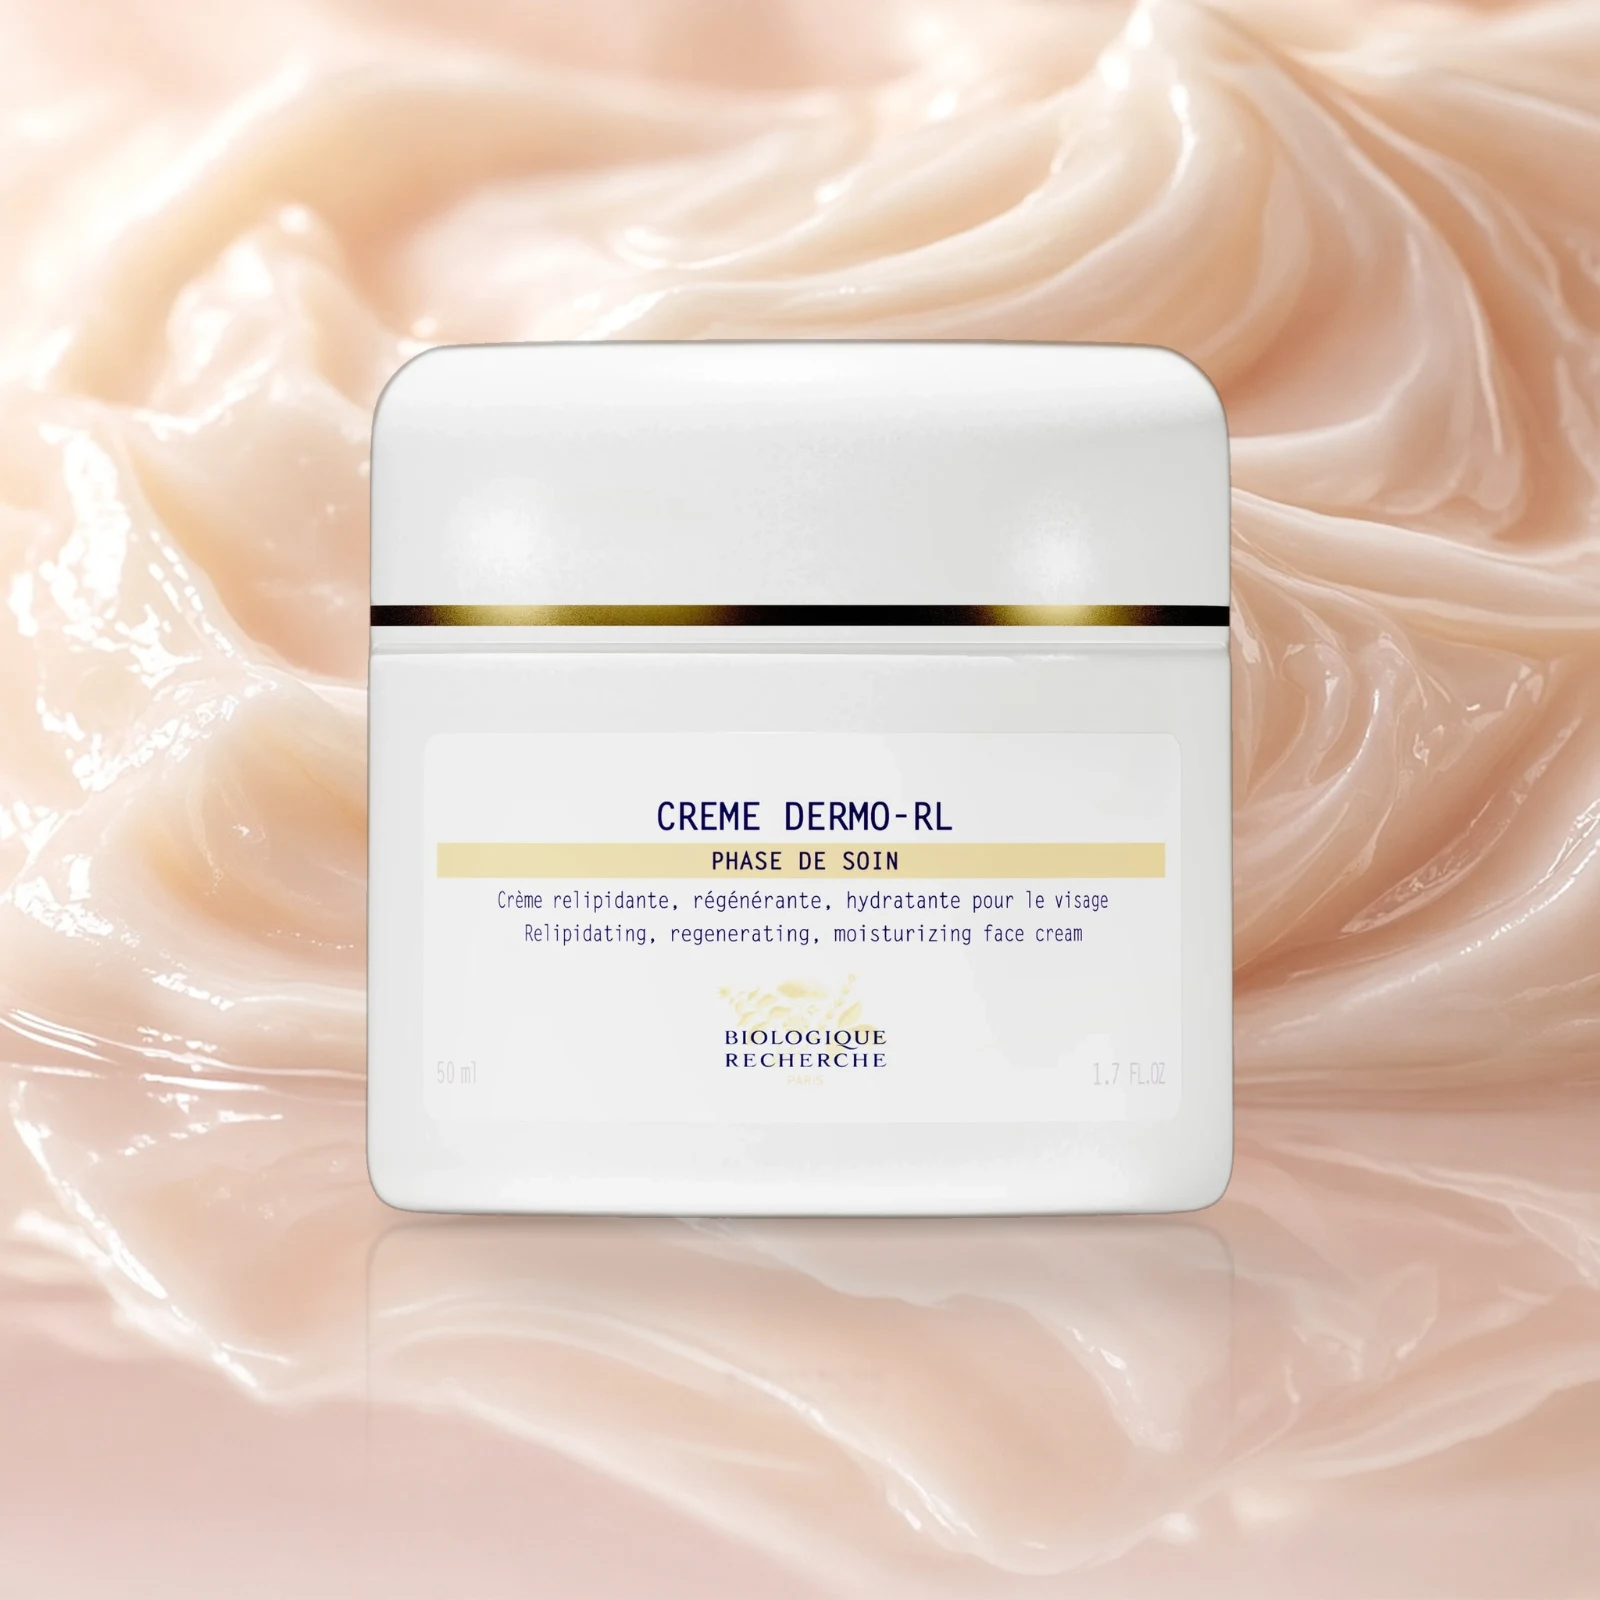 CREME DERMO-RL
PHASE DE SOIN
Crème relipidante, régénérante, hydratante pour le visage
Relipidating, regenerating, moisturizing face cream
BIOLOGIQUE
RECHERCHE
PARIS
50 ml
1.7 FL.OZ